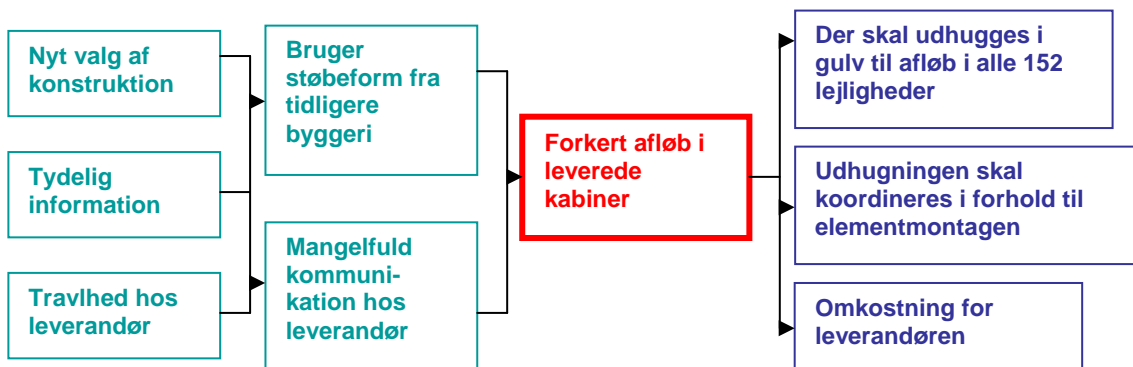 Nyt valg af
konstruktion
Tydelig
information
Travlhed hos
leverandør
Bruger
støbeform fra
tidligere
byggeri
Mangelfuld
kommuni-
kation hos
leverandør
Forkert afløb i
leverede
kabiner
Der skal udhugges i
gulv til afløb i alle 152
lejligheder
Udhugningen skal
koordineres i forhold til
elementmontagen
Omkostning for
leverandøren